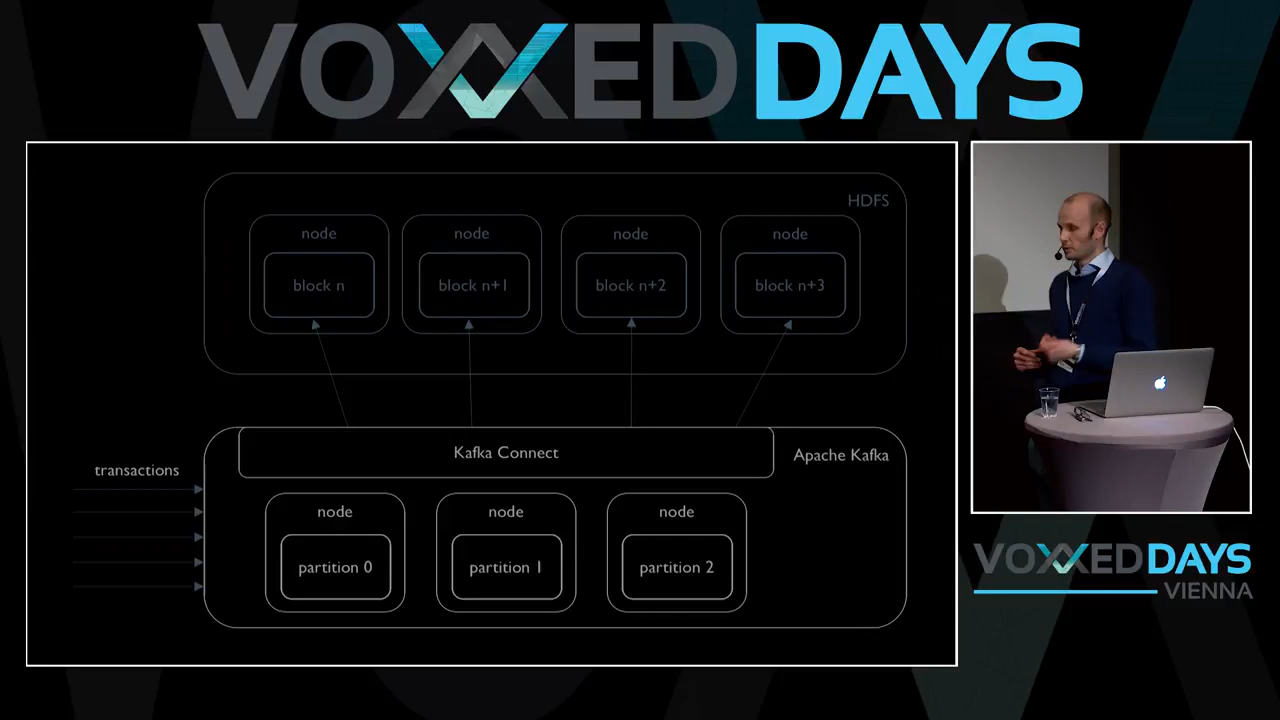 VOXXED DAYS
HDFS
node
node
node
node
block n
block n+1
block n+2
block n+3
Kafka Connect
Apache Kafka
transactions
node
node
node
partition 0
partition 1
partition 2
VOXXED DAYS
VIENNA